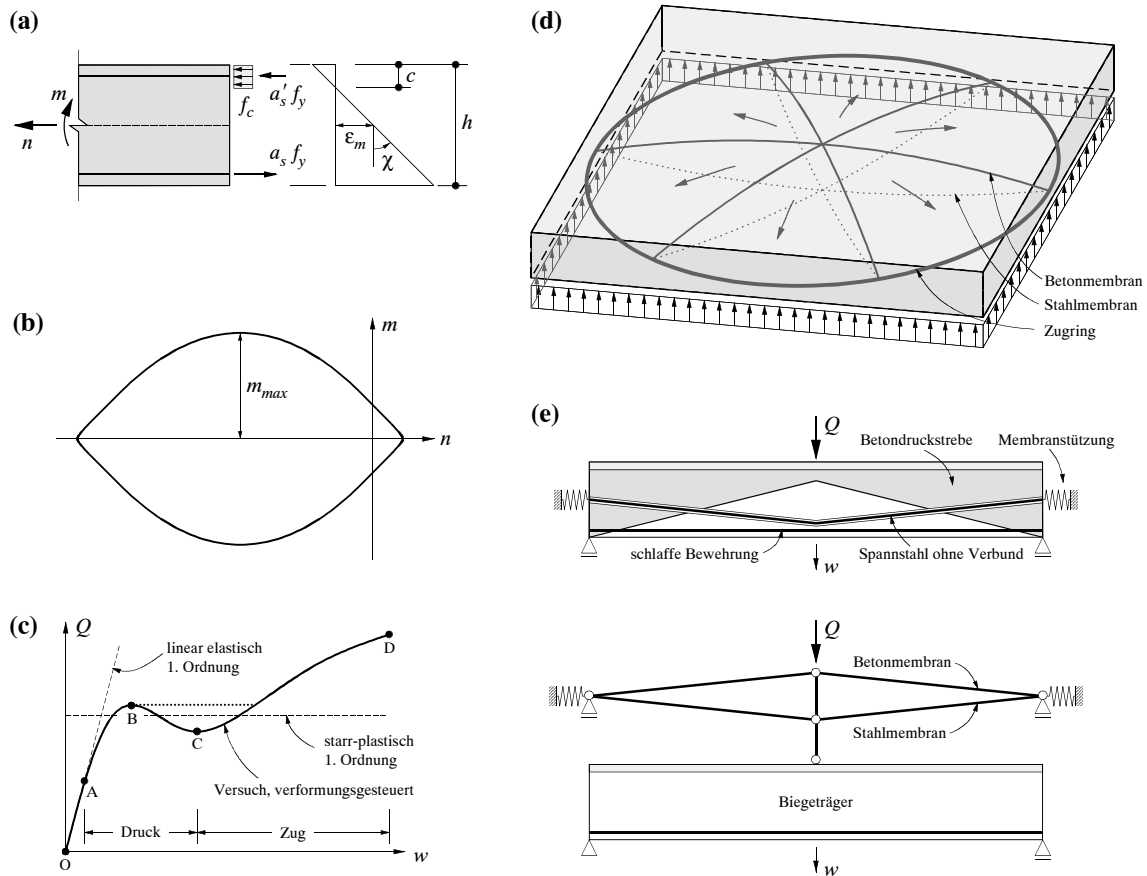 (a)
m
n
f_c
a_s' f_y
a_s f_y
ε_m
χ
c
h
(b)
m
m_max
n
(c)
Q
linear elastisch
1. Ordnung
D
B
C
starr-plastisch
1. Ordnung
A
Versuch, verformungsgesteuert
Druck
Zug
O
w
(d)
Betonmembran
Stahlmembran
Zugring
(e)
Q
Betondruckstrebe
Membranstützung
schlaffe Bewehrung
Spannstahl ohne Verbund
w
Q
Betonmembran
Stahlmembran
Biegeträger
w